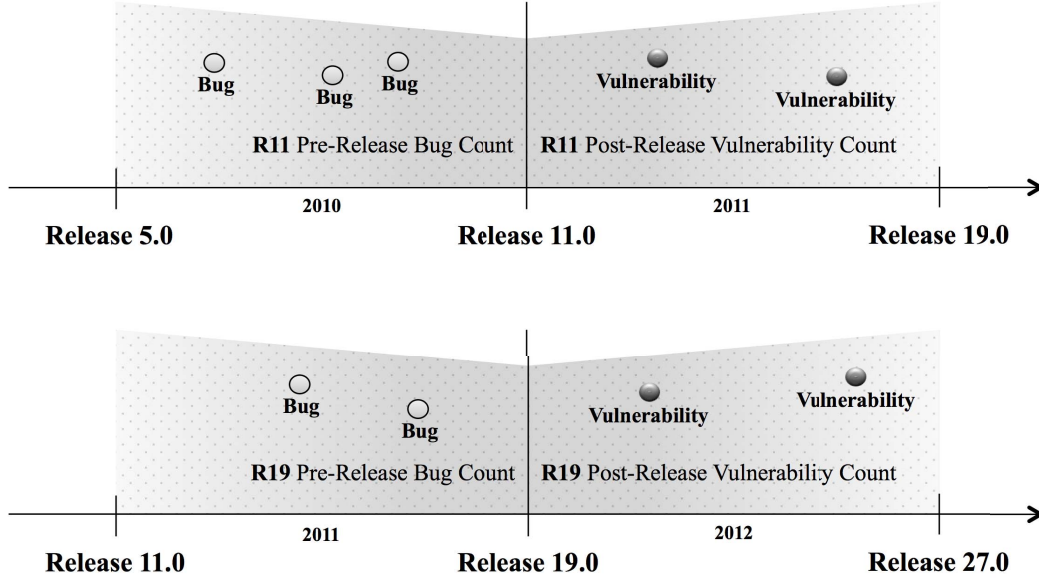 Bug
Bug
Bug
Vulnerability
Vulnerability
R11 Pre-Release Bug Count
R11 Post-Release Vulnerability Count
2010
2011
Release 5.0
Release 11.0
Release 19.0
Bug
Bug
Vulnerability
Vulnerability
R19 Pre-Release Bug Count
R19 Post-Release Vulnerability Count
2011
2012
Release 11.0
Release 19.0
Release 27.0